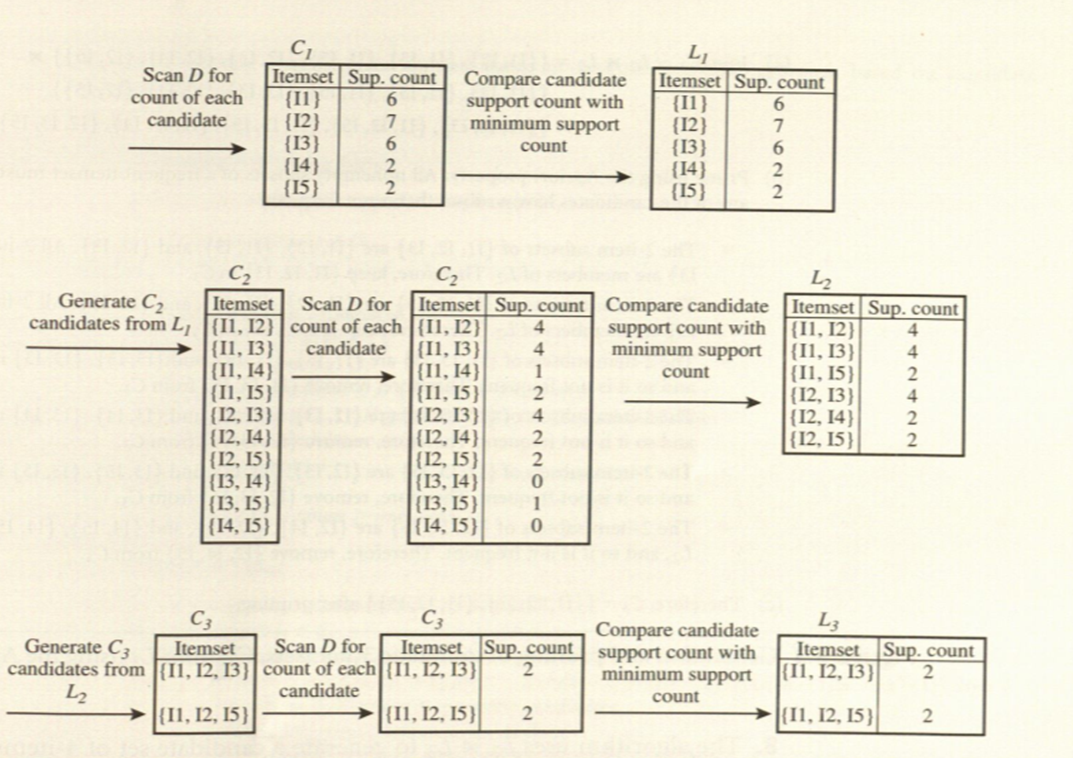 C1
Scan D for
count of each
candidate
Itemset Sup. count
{I1} 6
{I2} 7
{I3} 6
{I4} 2
{I5} 2
Compare candidate
support count with
minimum support
count
L1
Itemset Sup. count
{I1} 6
{I2} 7
{I3} 6
{I4} 2
{I5} 2
Generate C2
candidates from L1
C2
Itemset
{I1, I2}
{I1, I3}
{I1, I4}
{I1, I5}
{I2, I3}
{I2, I4}
{I2, I5}
{I3, I4}
{I3, I5}
{I4, I5}
Scan D for
count of each
candidate
C2
Itemset Sup. count
{I1, I2} 4
{I1, I3} 4
{I1, I4} 1
{I1, I5} 2
{I2, I3} 4
{I2, I4} 2
{I2, I5} 2
{I3, I4} 0
{I3, I5} 1
{I4, I5} 0
Compare candidate
support count with
minimum support
count
L2
Itemset Sup. count
{I1, I2} 4
{I1, I3} 4
{I1, I5} 2
{I2, I3} 4
{I2, I4} 2
{I2, I5} 2
Generate C3
candidates from
L2
C3
Itemset
{I1, I2, I3}
{I1, I2, I5}
Scan D for
count of each
candidate
C3
Itemset Sup. count
{I1, I2, I3} 2
{I1, I2, I5} 2
Compare candidate
support count with
minimum support
count
L3
Itemset Sup. count
{I1, I2, I3} 2
{I1, I2, I5} 2